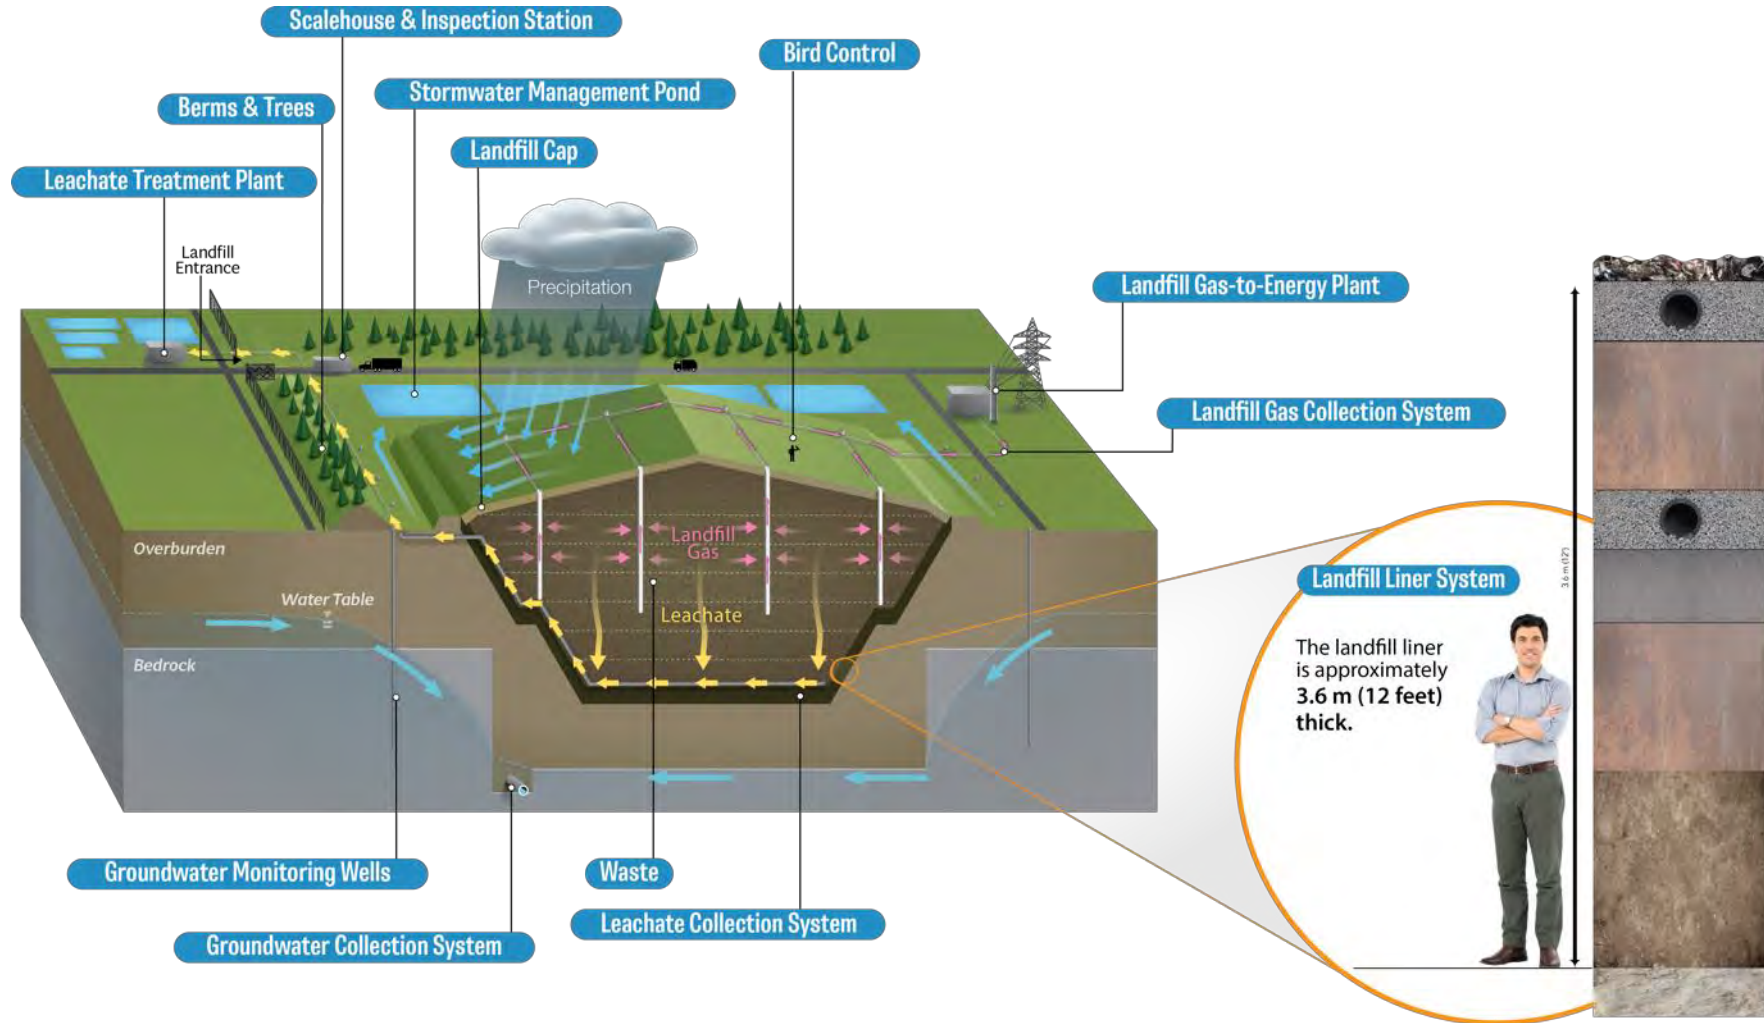 Scalehouse & Inspection Station
Bird Control
Stormwater Management Pond
Berms & Trees
Landfill Cap
Leachate Treatment Plant
Landfill
Entrance
Precipitation
Landfill Gas-to-Energy Plant
Landfill Gas Collection System
Overburden
Landfill
Gas
Water Table
Leachate
Bedrock
Landfill Liner System
3.6 m (12')
The landfill liner
is approximately
3.6 m (12 feet)
thick.
Groundwater Monitoring Wells
Waste
Leachate Collection System
Groundwater Collection System